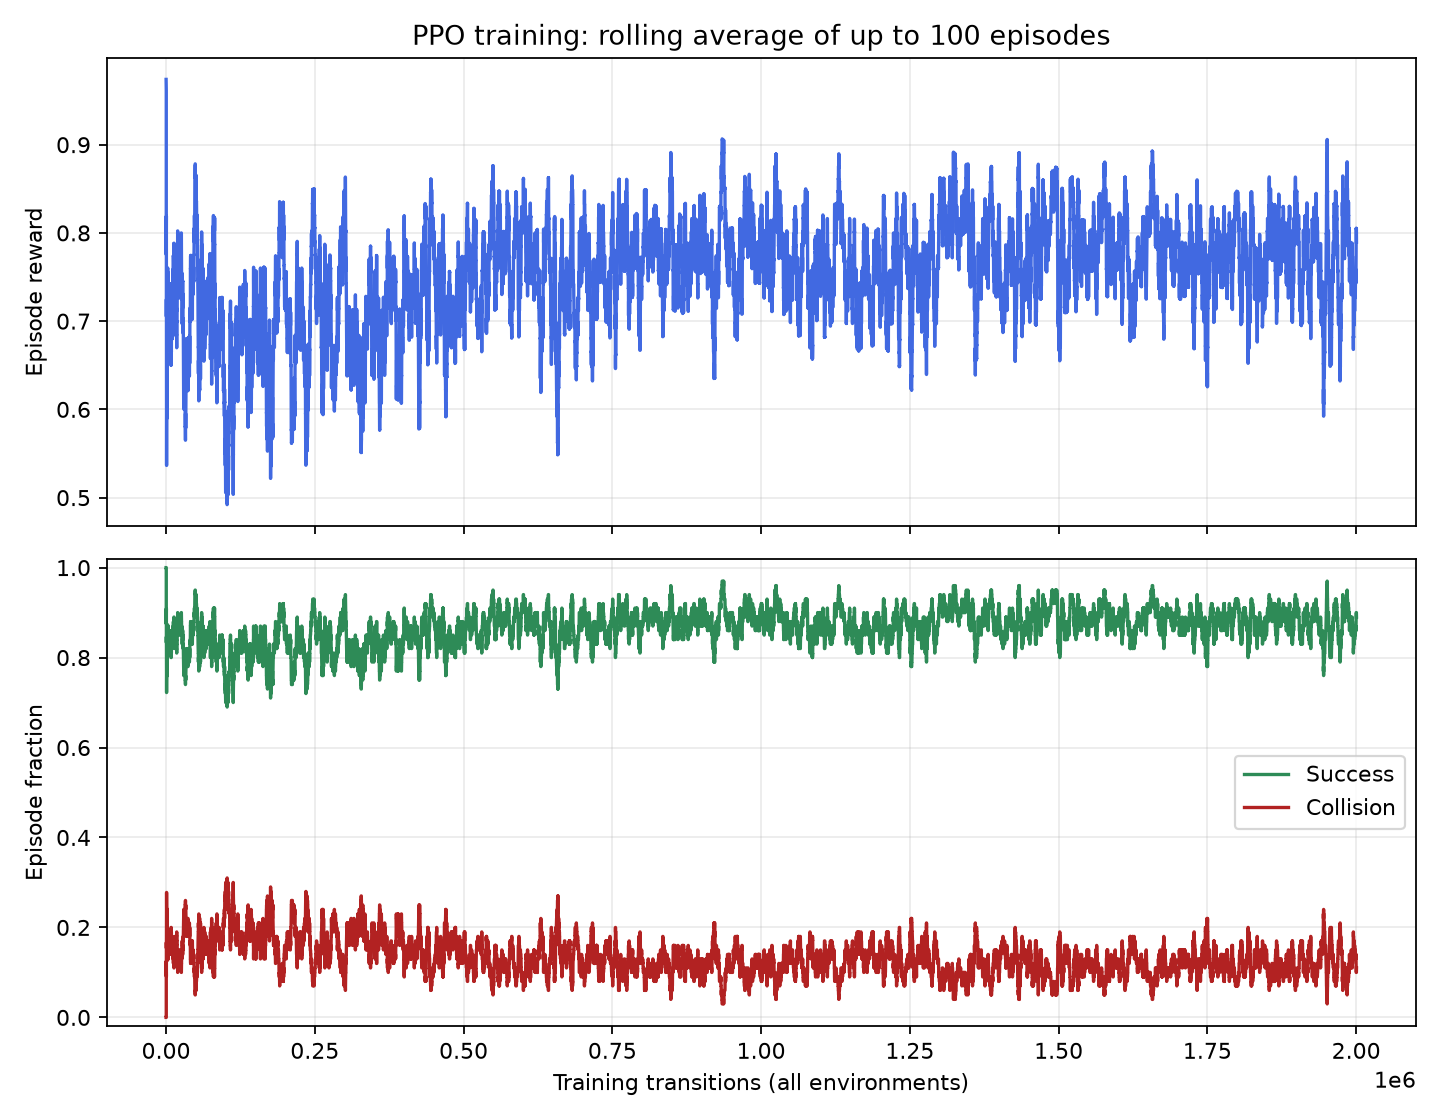 PPO training: rolling average of up to 100 episodes
Episode reward
0.9
0.8
0.7
0.6
0.5
Episode fraction
1.0
0.8
0.6
0.4
0.2
0.0
Success
Collision
0.00 0.25 0.50 0.75 1.00 1.25 1.50 1.75 2.00
1e6
Training transitions (all environments)